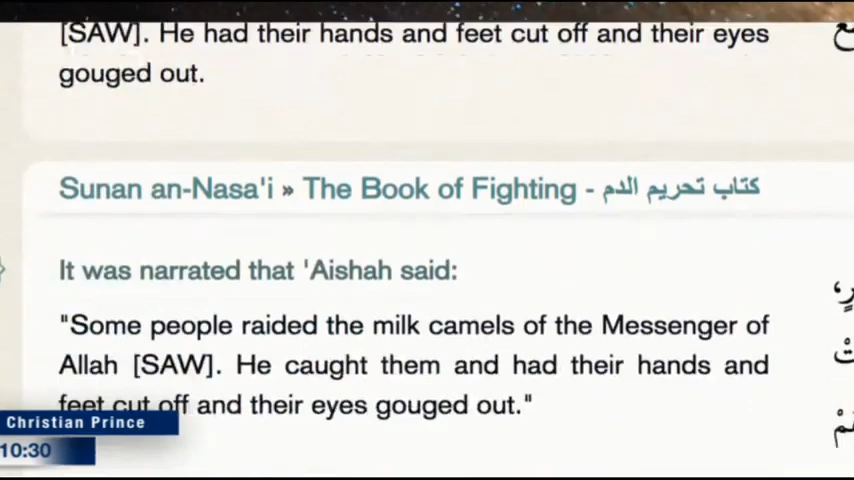 [SAW]. He had their hands and feet cut off and their eyes
gouged out.
Sunan an-Nasa'i » The Book of Fighting - كتاب تحريم الدم
It was narrated that 'Aishah said:
"Some people raided the milk camels of the Messenger of
Allah [SAW]. He caught them and had their hands and
feet cut off and their eyes gouged out."
Christian Prince
10:30